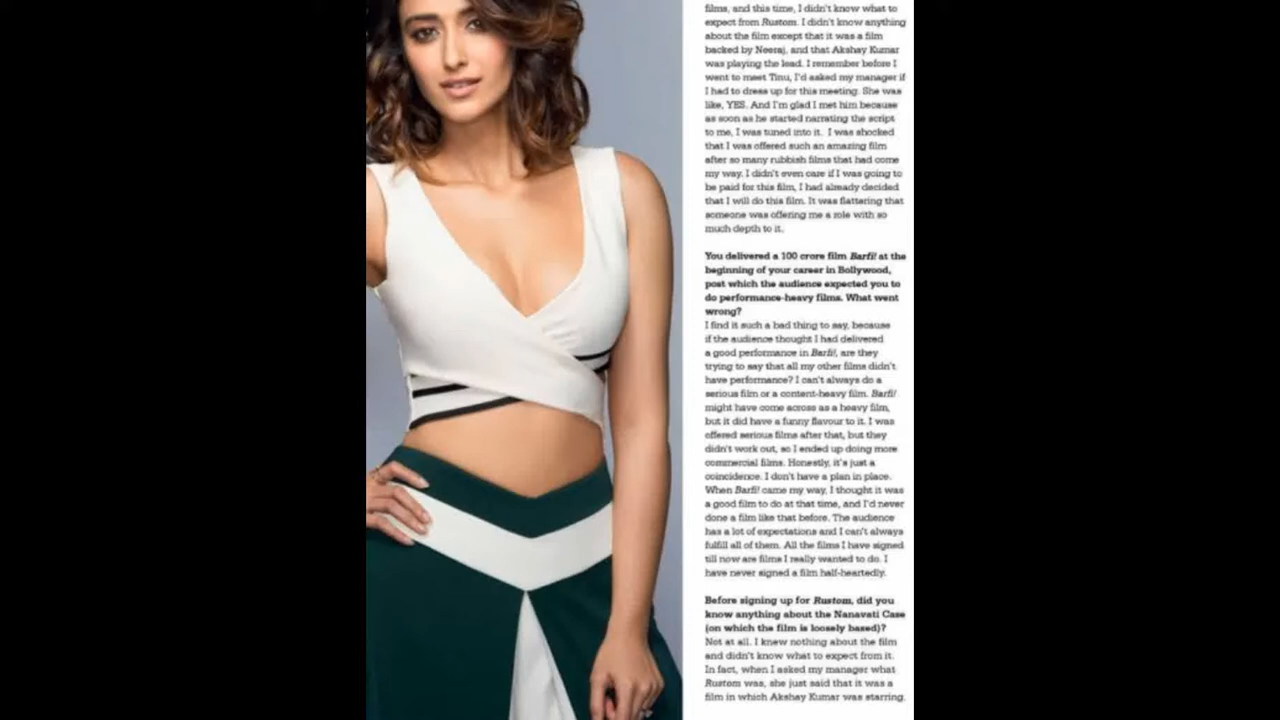 films, and this time, I didn't know what to
expect from Rustom. I didn't know anything
about the film except that it was a film
backed by Neeraj, and that Akshay Kumar
was playing the lead. I remember before I
went to meet Tinu, I'd asked my manager if
I had to dress up for this meeting. She was
like, YES. And I'm glad I met him because
as soon as he started narrating the script
to me, I was tuned into it. I was shocked
that I was offered such an amazing film
after so many rubbish films that had come
my way. I didn't even care if I was going to
be paid for this film, I had already decided
that I will do this film. It was flattering that
someone was offering me a role with so
much depth to it.
You delivered a 100 crore film Barfi! at the
beginning of your career in Bollywood,
post which the audience expected you to
do performance-heavy films. What went
wrong?
I find it such a bad thing to say, because
if the audience thought I had delivered
a good performance in Barfi!, are they
trying to say that all my other films didn't
have performance? I can't always do a
serious film or a content-heavy film. Barfi!
might have come across as a heavy film,
but it did have a funny flavour to it. I was
offered serious films after that, but they
didn't work out, so I ended up doing more
commercial films. Honestly, it's just a
coincidence. I don't have a plan in place.
When Barfi! came my way, I thought it was
a good film to do at that time, and I'd never
done a film like that before. The audience
has a lot of expectations and I can't always
fulfill all of them. All the films I have signed
till now are films I really wanted to do. I
have never signed a film half-heartedly.
Before signing up for Rustom, did you
know anything about the Nanavati Case
(on which the film is loosely based)?
Not at all. I knew nothing about the film
and didn't know what to expect from it.
In fact, when I asked my manager what
Rustom was, she just said that it was a
film in which Akshay Kumar was starring.